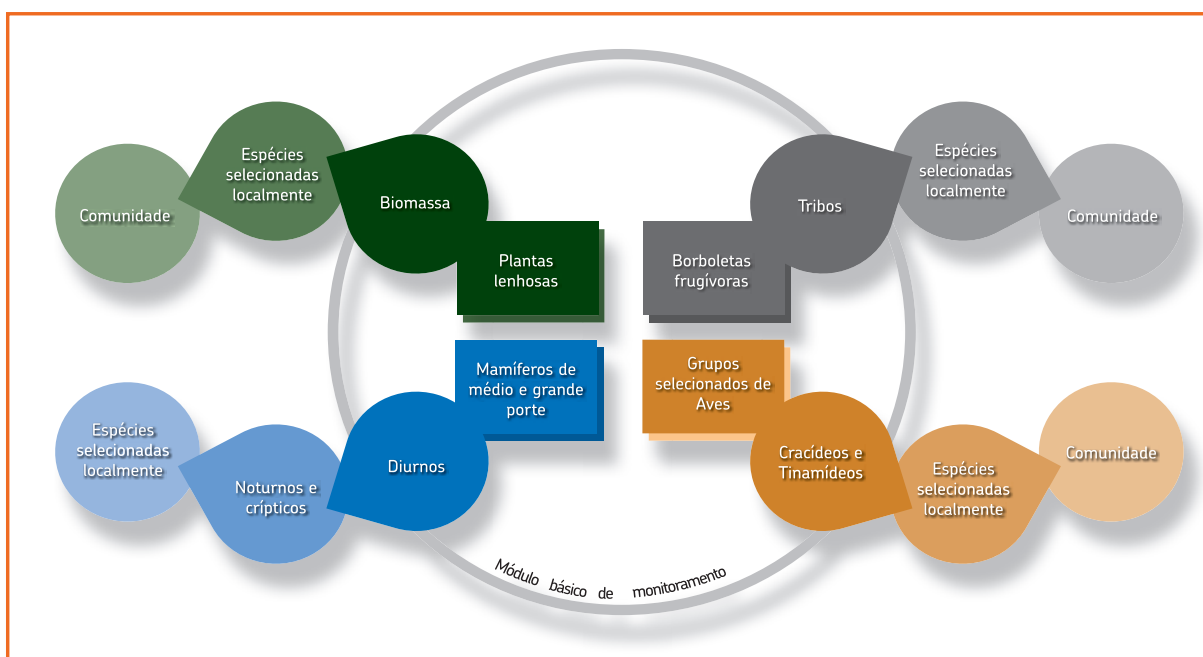 Comunidade
Espécies
selecionadas
localmente
Biomassa
Plantas
lenhosas
Borboletas
frugívoras
Tribos
Espécies
selecionadas
localmente
Comunidade
Espécies
selecionadas
localmente
Noturnos e
crípticos
Diurnos
Mamíferos de
médio e grande
porte
Grupos
selecionados de
Aves
Cracídeos e
Tinamídeos
Espécies
selecionadas
localmente
Comunidade
Módulo básico de monitoramento